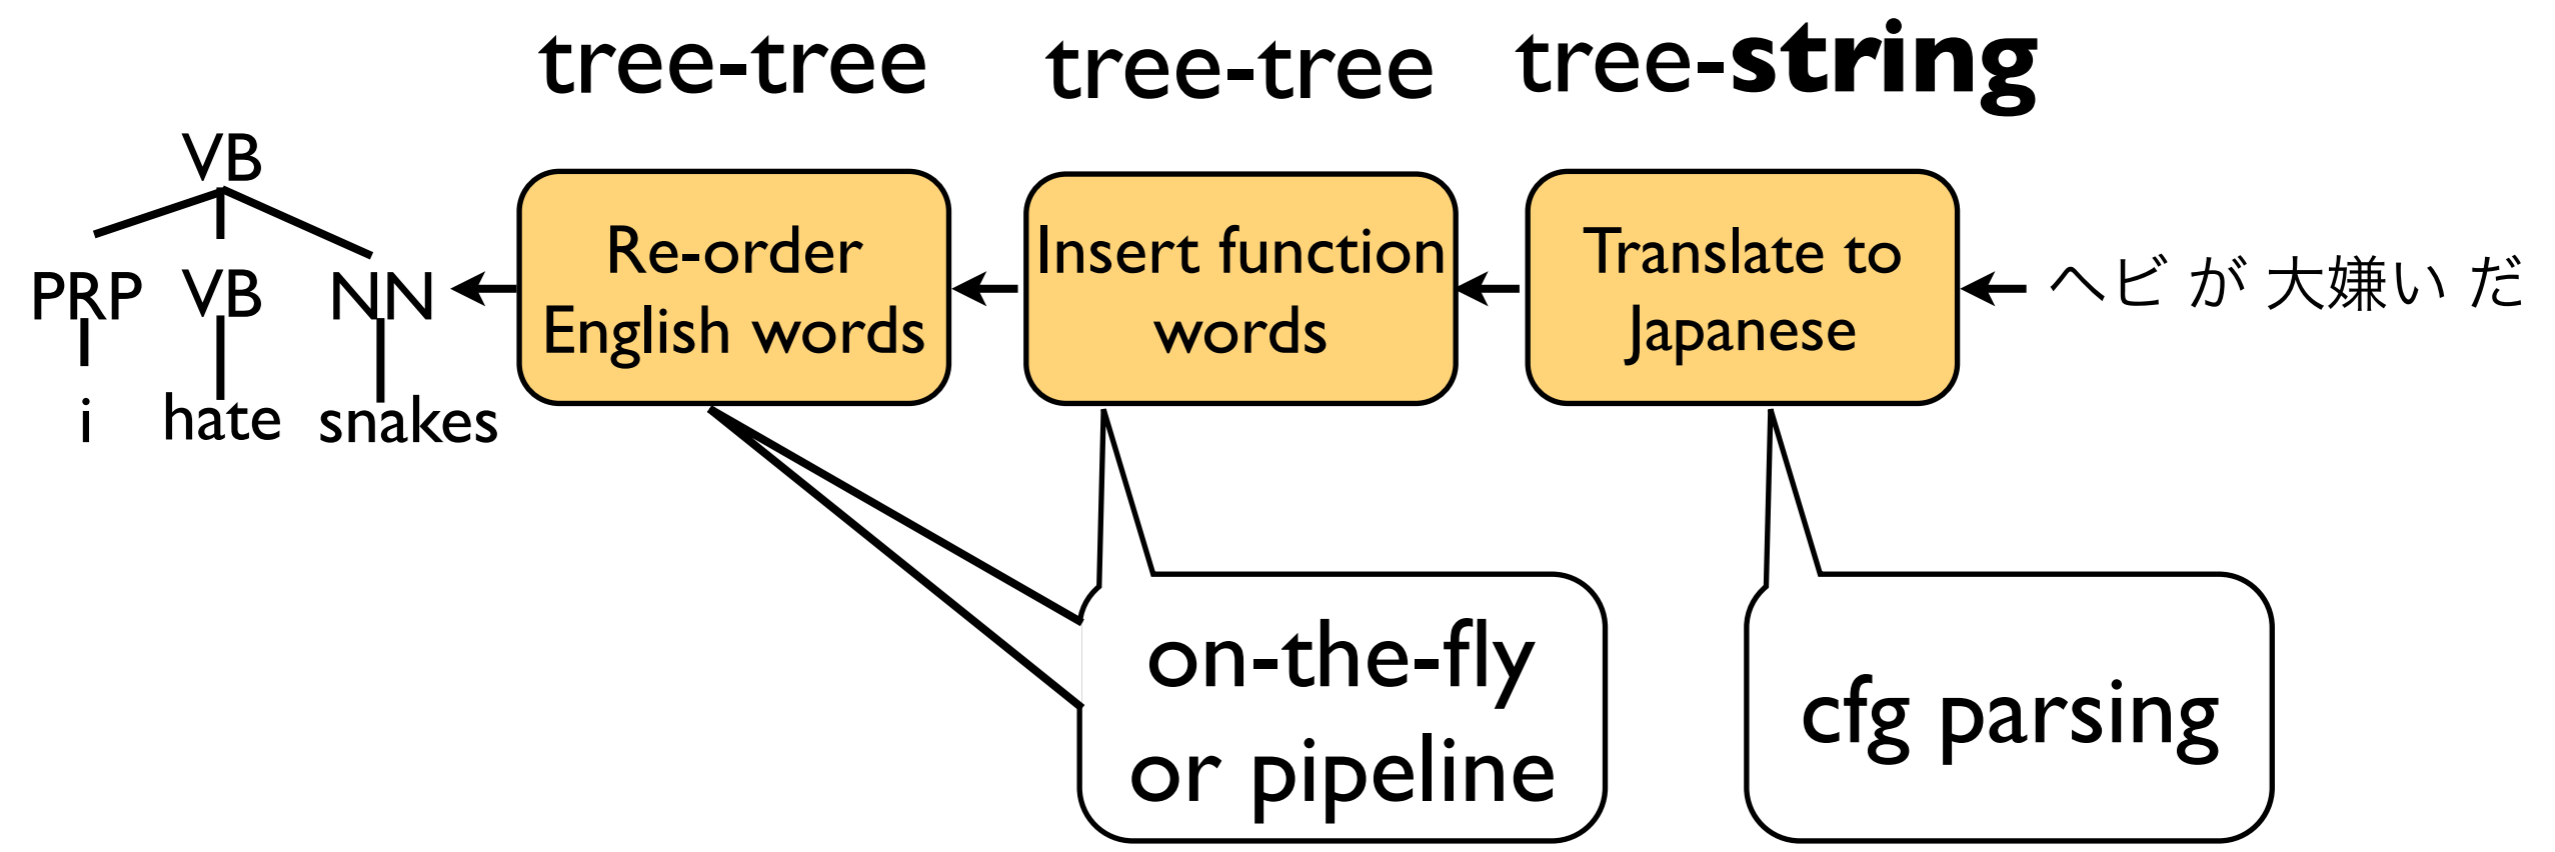 tree-tree
tree-tree
tree-string
VB
PRP VB NN
i hate snakes
Re-order
English words
Insert function
words
Translate to
Japanese
ヘビ が 大嫌い だ
on-the-fly
or pipeline
cfg parsing